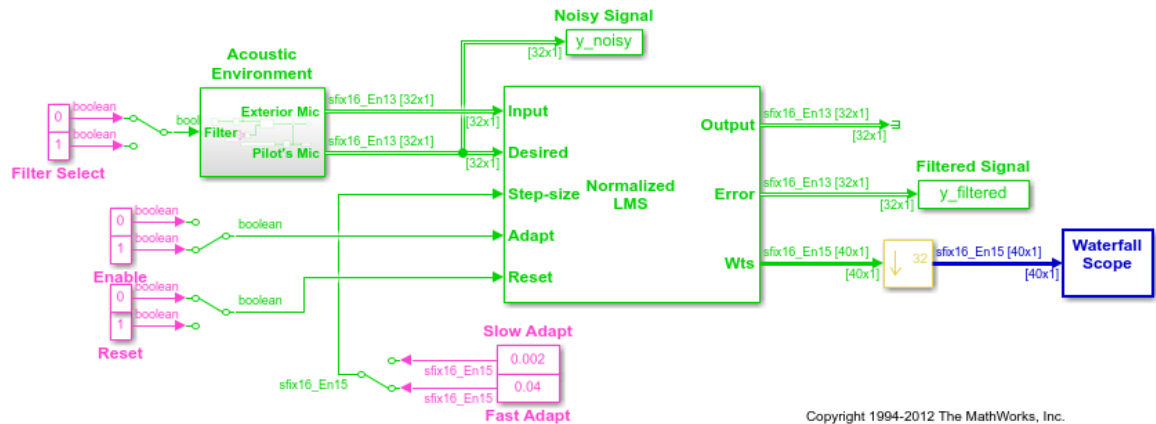 Noisy Signal
y_noisy
[32x1]
Acoustic
Environment
boolean
0
boolean
1
Filter Select
bool
Filter
Exterior Mic
Pilot's Mic
sfix16_En13 [32x1]
[32x1]
sfix16_En13 [32x1]
[32x1]
Input
Desired
Step-size
Adapt
Reset
Normalized
LMS
Output
Error
Wts
sfix16_En13 [32x1]
[32x1]
Filtered Signal
sfix16_En13 [32x1]
[32x1]
y_filtered
sfix16_En15 [40x1]
[40x1]
32
sfix16_En15 [40x1]
[40x1]
Waterfall
Scope
boolean
0
boolean
1
boolean
Enable
boolean
0
boolean
1
boolean
Reset
Slow Adapt
0.002
sfix16_En15
0.04
sfix16_En15
sfix16_En15
Fast Adapt
Copyright 1994-2012 The MathWorks, Inc.